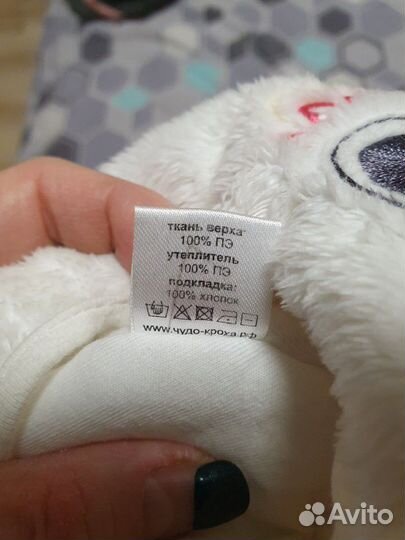 ткань верха:
100% ПЭ
утеплитель
100% ПЭ
подкладка:
100% хлопок
www.чудо-кроха.рф
Avito